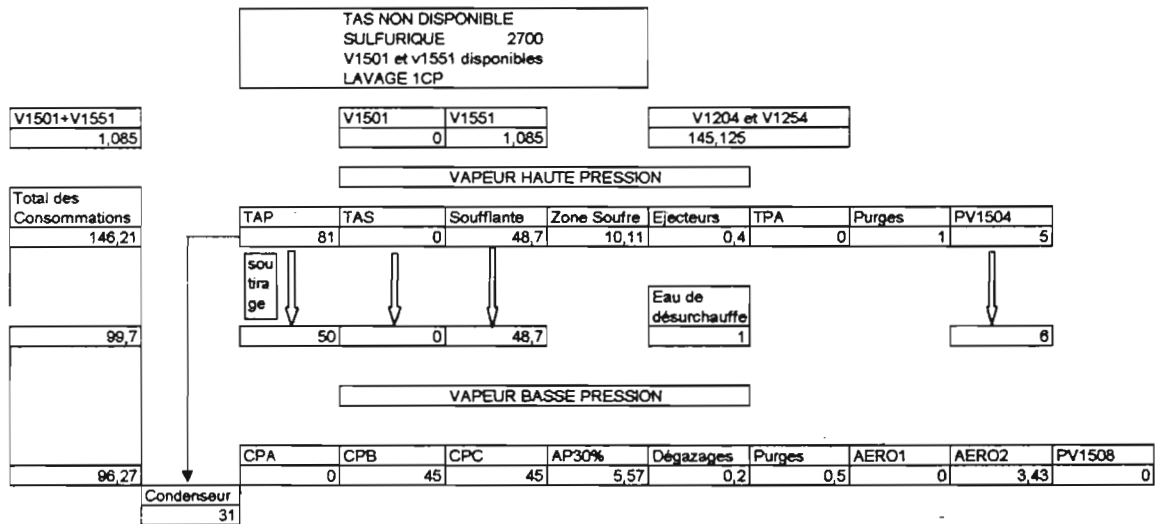 TAS NON DISPONIBLE
SULFURIQUE 2700
V1501 et v1551 disponibles
LAVAGE 1CP
V1501+V1551 V1501 V1551 V1204 et V1254
1,085 0 1,085 145,125
VAPEUR HAUTE PRESSION
Total des
Consommations TAP TAS Soufflante Zone Soufre Ejecteurs TPA Purges PV1504
146,21 81 0 48,7 10,11 0,4 0 1 5
sou
tira
ge
Eau de
désurchauffe
99,7 50 0 48,7 1 6
VAPEUR BASSE PRESSION
CPA CPB CPC AP30% Dégazages Purges AERO1 AERO2 PV1508
96,27 0 45 45 5,57 0,2 0,5 0 3,43 0
Condenseur
31